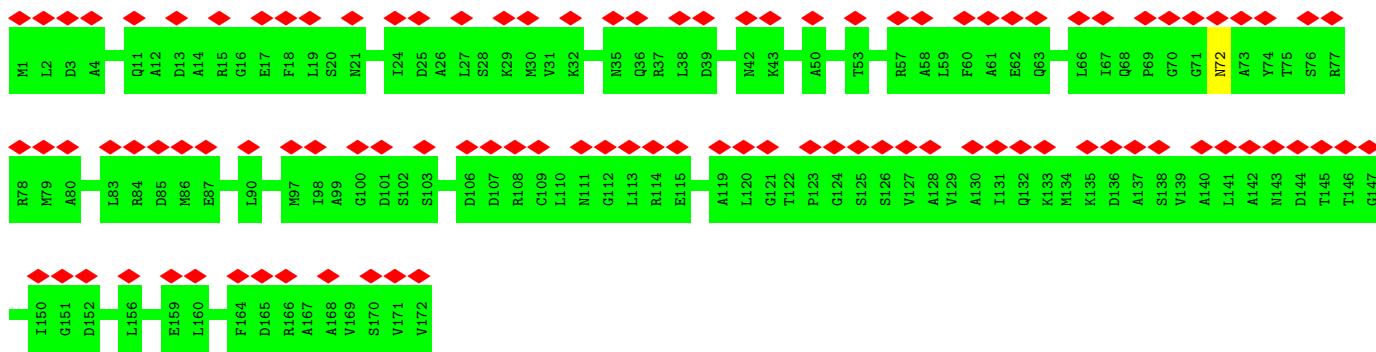 M1 L2 D3 A4 Q11 A12 D13 A14 R15 G16 E17 F18 L19 S20 N21 I24 D25 A26 L27 S28 K29 M30 V31 K32 N35 Q36 R37 L38 D39 N42 K43 A50 T53 R57 A58 L59 F60 A61 E62 Q63 L66 I67 Q68 P69 G70 G71 N72 A73 Y74 T75 S76 R77
R78 M79 A80 L83 R84 D85 M86 E87 L90 M97 I98 A99 G100 D101 S102 S103 D106 D107 R108 C109 L110 N111 G112 L113 R114 E115 A119 L120 G121 T122 P123 G124 S125 S126 V127 A128 V129 A130 I131 Q132 K133 M134 K135 D136 A137 S138 V139 A140 L141 A142 N143 D144 T145 T146 G147
I150 G151 D152 L156 E159 L160 F164 D165 R166 A167 A168 V169 S170 V171 V172